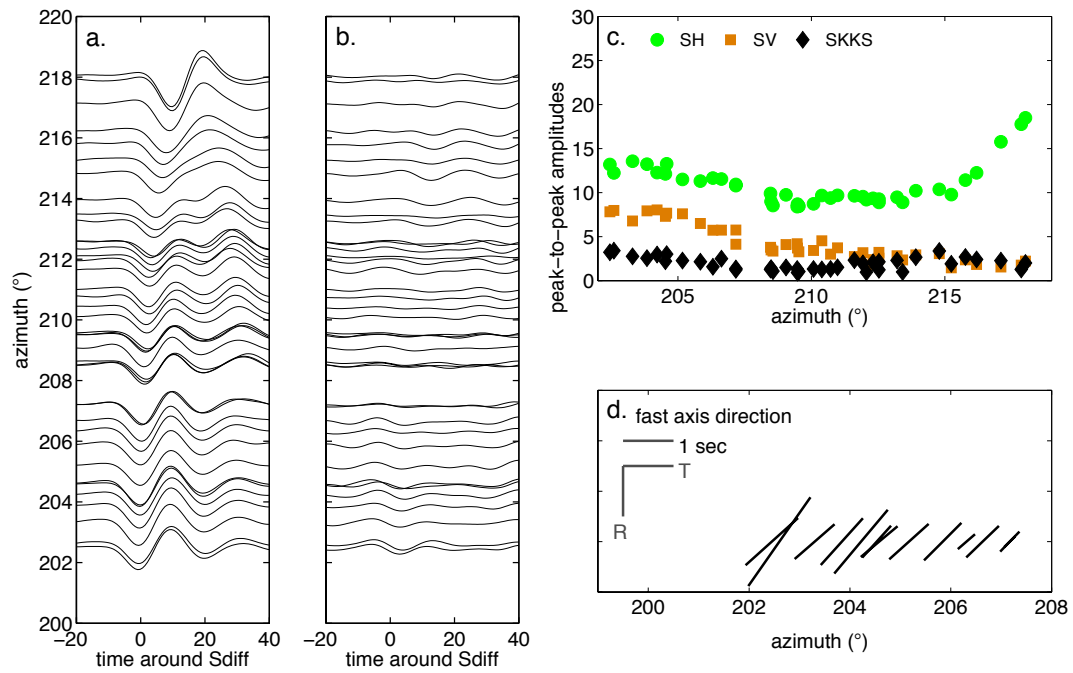 a.
220
218
216
214
212
210
208
206
204
202
200
azimuth (°)
−20
0
20
40
time around Sdiff
b.
−20
0
20
40
time around Sdiff
c.
SH
SV
SKKS
30
25
20
15
10
5
0
peak−to−peak amplitudes
205
210
215
azimuth (°)
d.
fast axis direction
1 sec
T
R
200
202
204
206
208
azimuth (°)